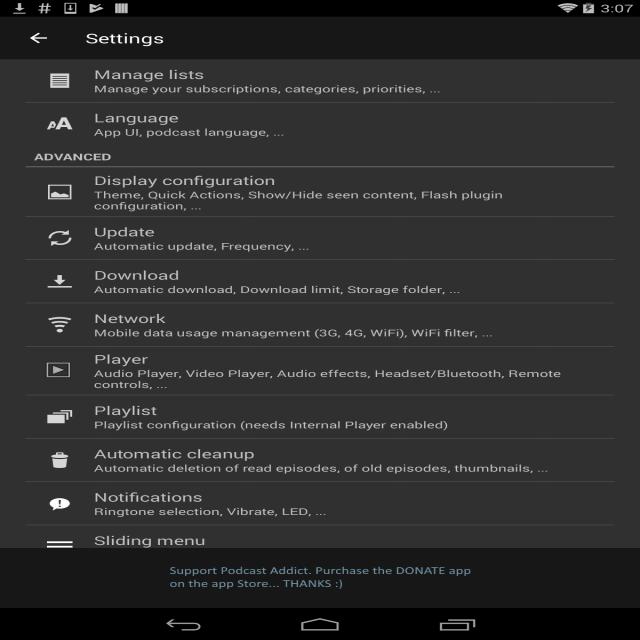 3:07
Settings
Manage lists
Manage your subscriptions, categories, priorities, ...
Language
App UI, podcast language, ...
ADVANCED
Display configuration
Theme, Quick Actions, Show/Hide seen content, Flash plugin
configuration, ...
Update
Automatic update, Frequency, ...
Download
Automatic download, Download limit, Storage folder, ...
Network
Mobile data usage management (3G, 4G, WiFi), WiFi filter, ...
Player
Audio Player, Video Player, Audio effects, Headset/Bluetooth, Remote
controls, ...
Playlist
Playlist configuration (needs Internal Player enabled)
Automatic cleanup
Automatic deletion of read episodes, of old episodes, thumbnails, ...
Notifications
Ringtone selection, Vibrate, LED, ...
Sliding menu
Support Podcast Addict. Purchase the DONATE app
on the app Store... THANKS :)